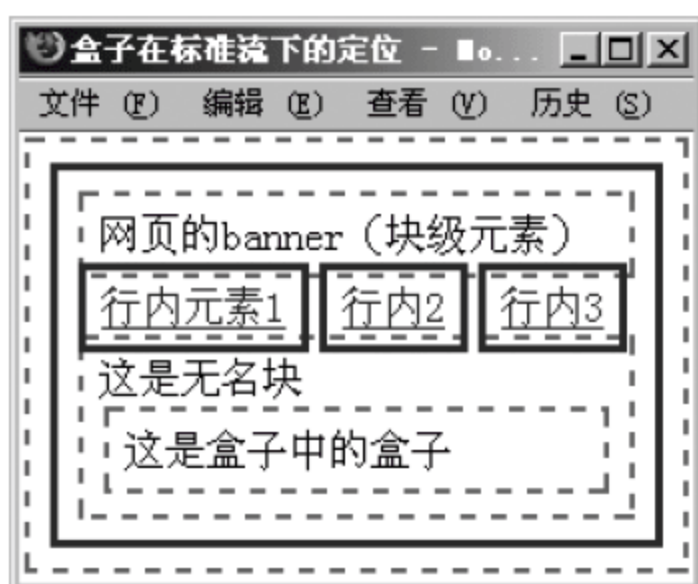 盒子在标准流下的定位 - ■o...
文件 (F) 编辑 (E) 查看 (V) 历史 (S)
网页的banner（块级元素）
行内元素1 行内2 行内3
这是无名块
这是盒子中的盒子